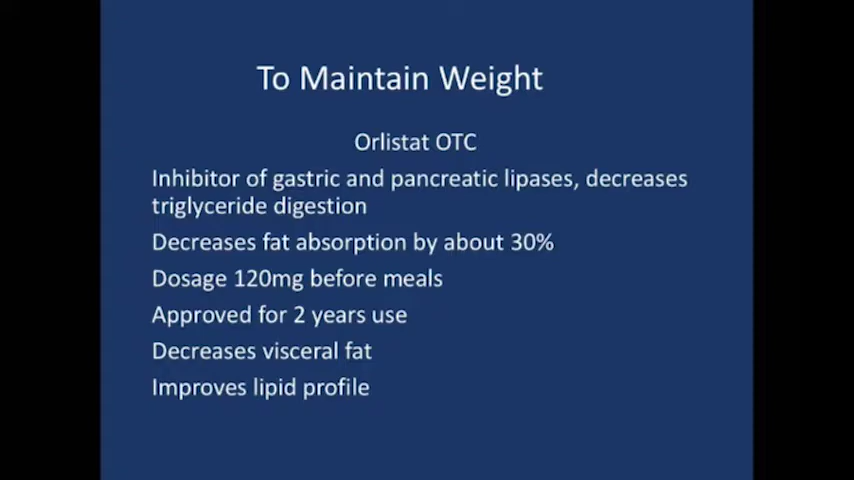 To Maintain Weight
Orlistat OTC
Inhibitor of gastric and pancreatic lipases, decreases
triglyceride digestion
Decreases fat absorption by about 30%
Dosage 120mg before meals
Approved for 2 years use
Decreases visceral fat
Improves lipid profile